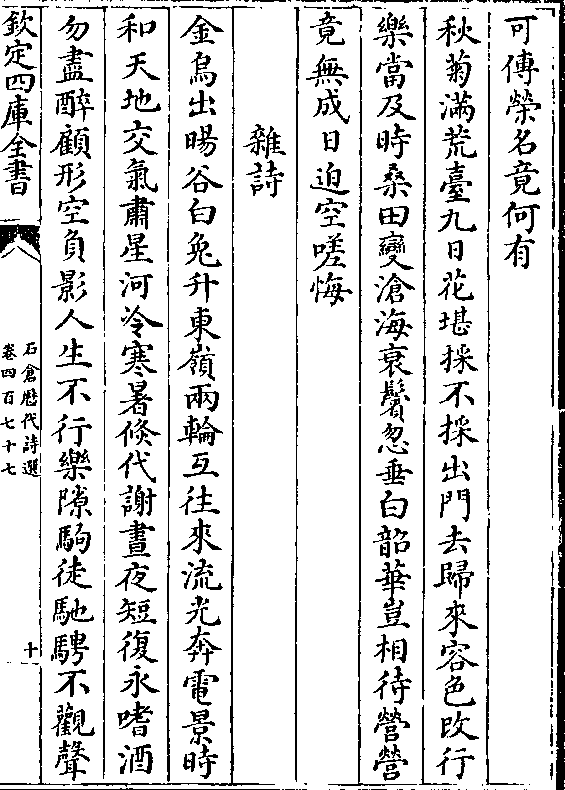 可傳榮名竟何有
秋菊滿荒臺九日花堪採不採出門去歸來容色改行
樂當及時桑田變滄海衰鬢忽垂白韶華豈相待營營
竟無成日迫空嗟悔
雜詩
金烏出暘谷白兔升東嶺兩輪互往來流光奔電景時
和天地交氣肅星河冷寒暑倐代謝晝夜短復永嗜酒
勿盡醉顧形空負影人生不行樂隙駒徒馳騁不觀聲
欽定四庫全書
石倉歷代詩選
卷四百七十七
十